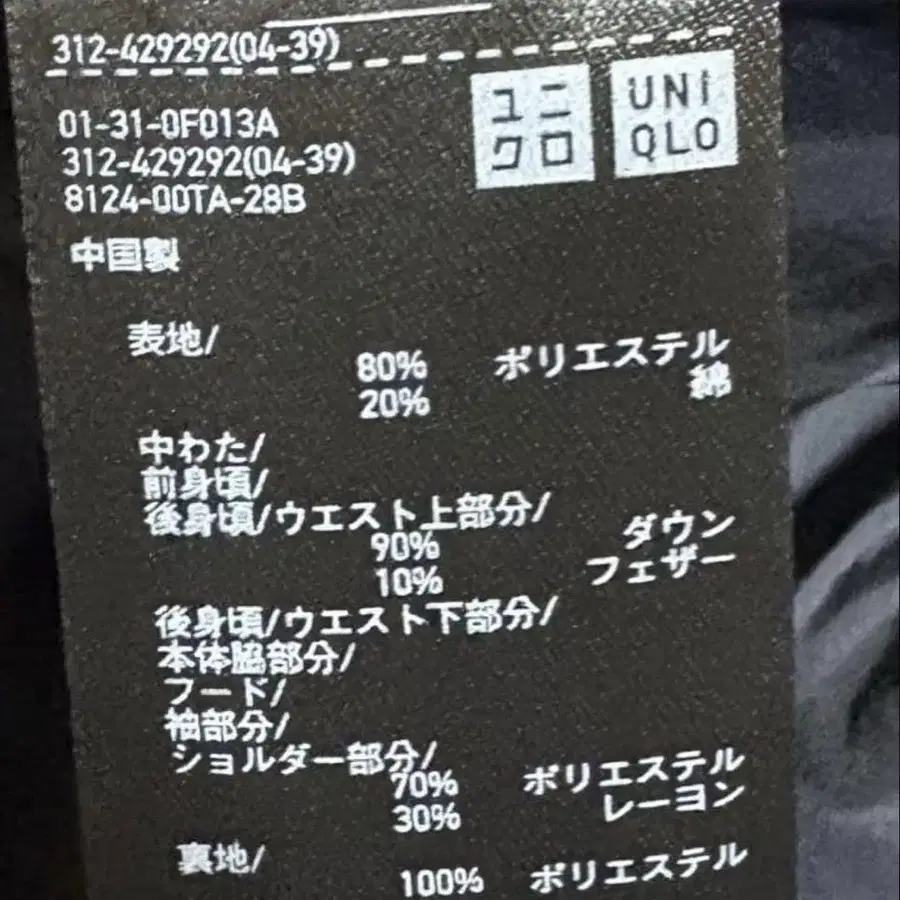 312-429292(04-39)
ユニクロ
UNIQLO
01-31-0F013A
312-429292(04-39)
8124-00TA-28B
中国製
表地/
80% ポリエステル
20% 綿
中わた/
前身頃/
後身頃/ウエスト上部分/
90% ダウン
10% フェザー
後身頃/ウエスト下部分/
本体脇部分/
フード/
袖部分/
ショルダー部分/
70% ポリエステル
30% レーヨン
裏地/
100% ポリエステル